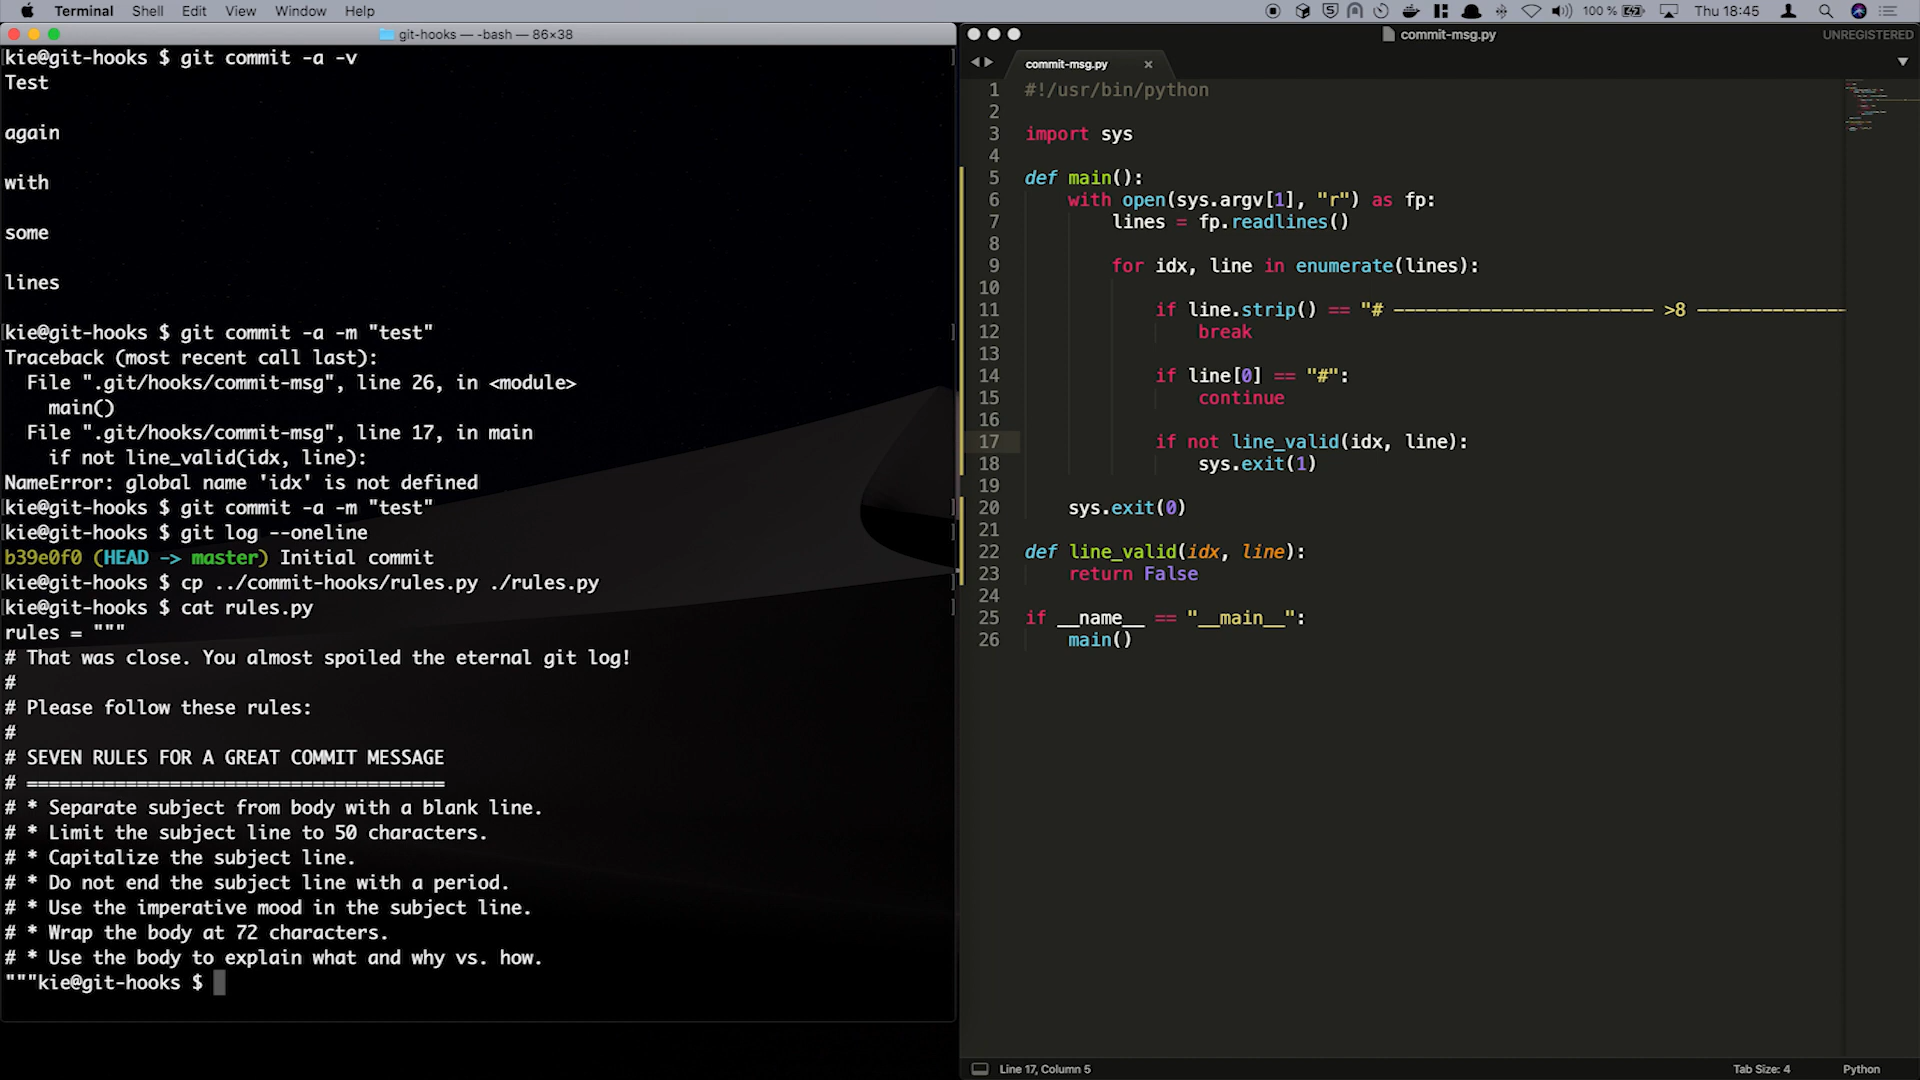 Terminal Shell Edit View Window Help
100 % Thu 18:45
git-hooks — -bash — 86×38
kie@git-hooks $ git commit -a -v
Test
again
with
some
lines
kie@git-hooks $ git commit -a -m "test"
Traceback (most recent call last):
File ".git/hooks/commit-msg", line 26, in <module>
main()
File ".git/hooks/commit-msg", line 17, in main
if not line_valid(idx, line):
NameError: global name 'idx' is not defined
kie@git-hooks $ git commit -a -m "test"
kie@git-hooks $ git log --oneline
b39e0f0 (HEAD -> master) Initial commit
kie@git-hooks $ cp ../commit-hooks/rules.py ./rules.py
kie@git-hooks $ cat rules.py
rules = """
# That was close. You almost spoiled the eternal git log!
#
# Please follow these rules:
#
# SEVEN RULES FOR A GREAT COMMIT MESSAGE
# ======================================
# * Separate subject from body with a blank line.
# * Limit the subject line to 50 characters.
# * Capitalize the subject line.
# * Do not end the subject line with a period.
# * Use the imperative mood in the subject line.
# * Wrap the body at 72 characters.
# * Use the body to explain what and why vs. how.
"""kie@git-hooks $
commit-msg.py
UNREGISTERED
commit-msg.py ×
1 #!/usr/bin/python
2
3 import sys
4
5 def main():
6 with open(sys.argv[1], "r") as fp:
7 lines = fp.readlines()
8
9 for idx, line in enumerate(lines):
10
11 if line.strip() == "# ------------------------ >8 --------------
12 break
13
14 if line[0] == "#":
15 continue
16
17 if not line_valid(idx, line):
18 sys.exit(1)
19
20 sys.exit(0)
21
22 def line_valid(idx, line):
23 return False
24
25 if __name__ == "__main__":
26 main()
Line 17, Column 5
Tab Size: 4
Python